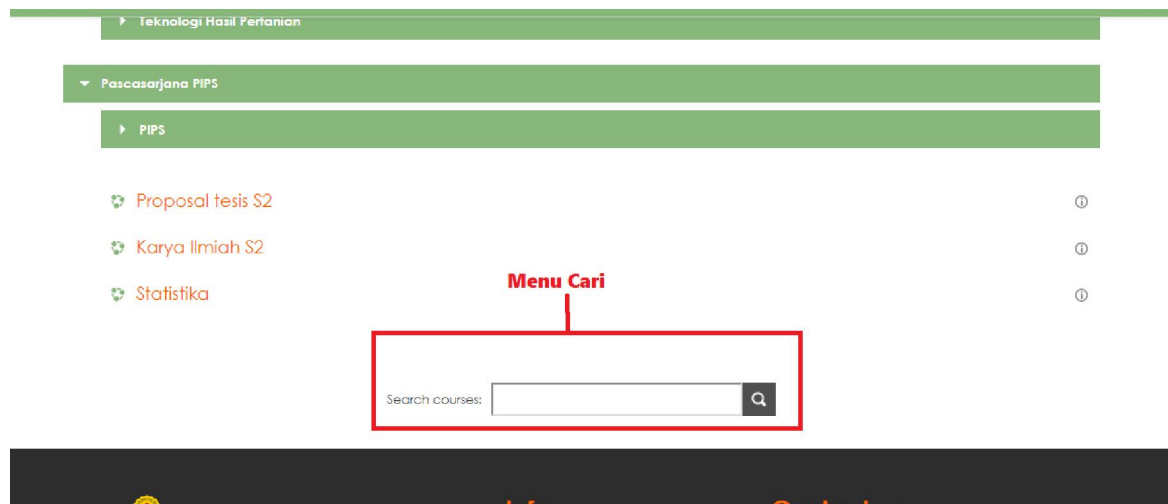 Teknologi Hasil Pertanian
Pascasarjana PIPS
PIPS
Proposal tesis S2
Karya Ilmiah S2
Statistika
Menu Cari
Search courses: